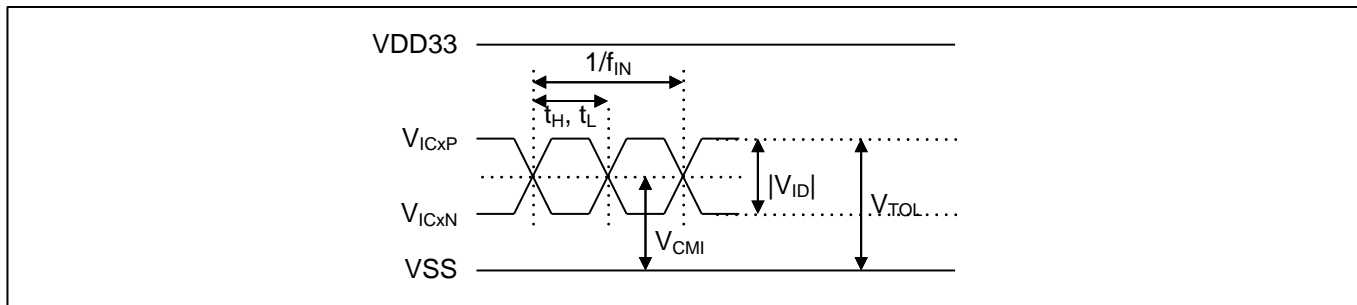 VDD33
1/fIN
tH, tL
VICxP
|VID|
VTOL
VICxN
VCMI
VSS